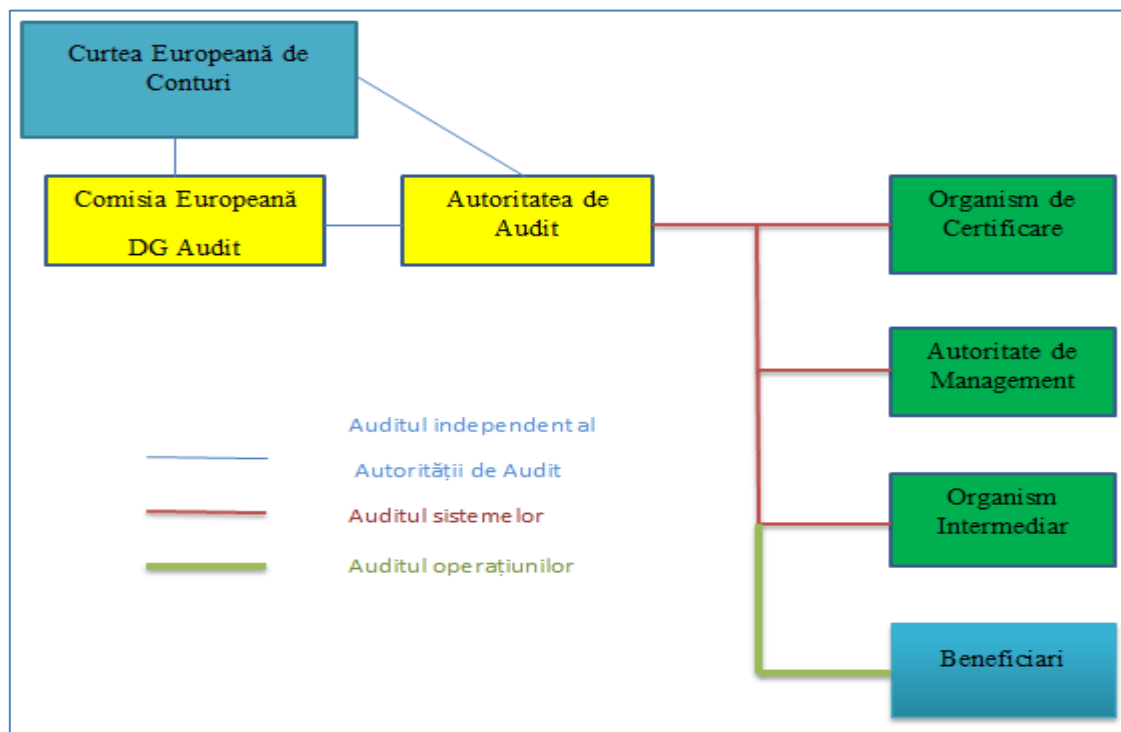 Curtea Europeană de
Conturi
Comisia Europeană
DG Audit
Autoritatea de
Audit
Organism de
Certificare
Autoritate de
Management
Organism
Intermediar
Beneficiari
Auditul independent al
Autorității de Audit
Auditul sistemelor
Auditul operațiunilor